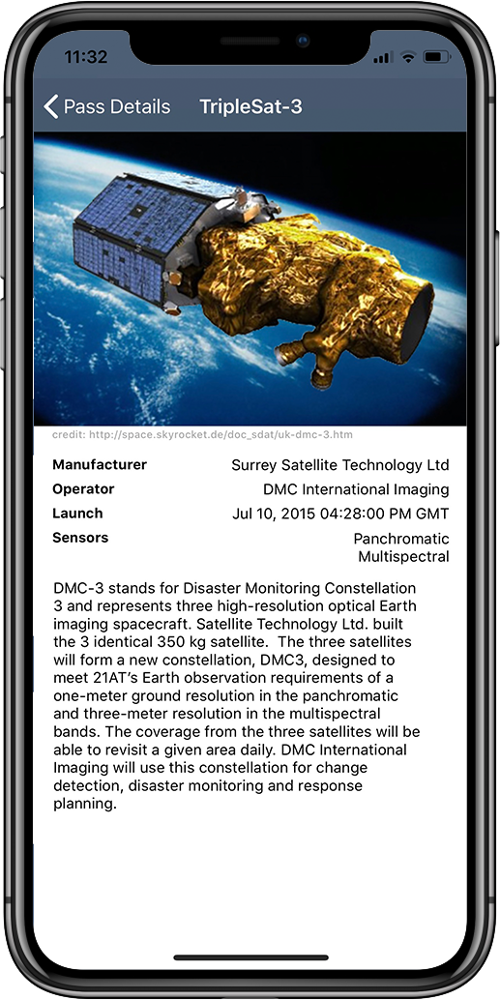 11:32
Pass Details TripleSat-3
credit: http://space.skyrocket.de/doc_sdat/uk-dmc-3.htm
Manufacturer Surrey Satellite Technology Ltd
Operator DMC International Imaging
Launch Jul 10, 2015 04:28:00 PM GMT
Sensors Panchromatic
Multispectral
DMC-3 stands for Disaster Monitoring Constellation
3 and represents three high-resolution optical Earth
imaging spacecraft. Satellite Technology Ltd. built
the 3 identical 350 kg satellite.  The three satellites
will form a new constellation, DMC3, designed to
meet 21AT’s Earth observation requirements of a
one-meter ground resolution in the panchromatic
and three-meter resolution in the multispectral
bands. The coverage from the three satellites will be
able to revisit a given area daily. DMC International
Imaging will use this constellation for change
detection, disaster monitoring and response
planning.